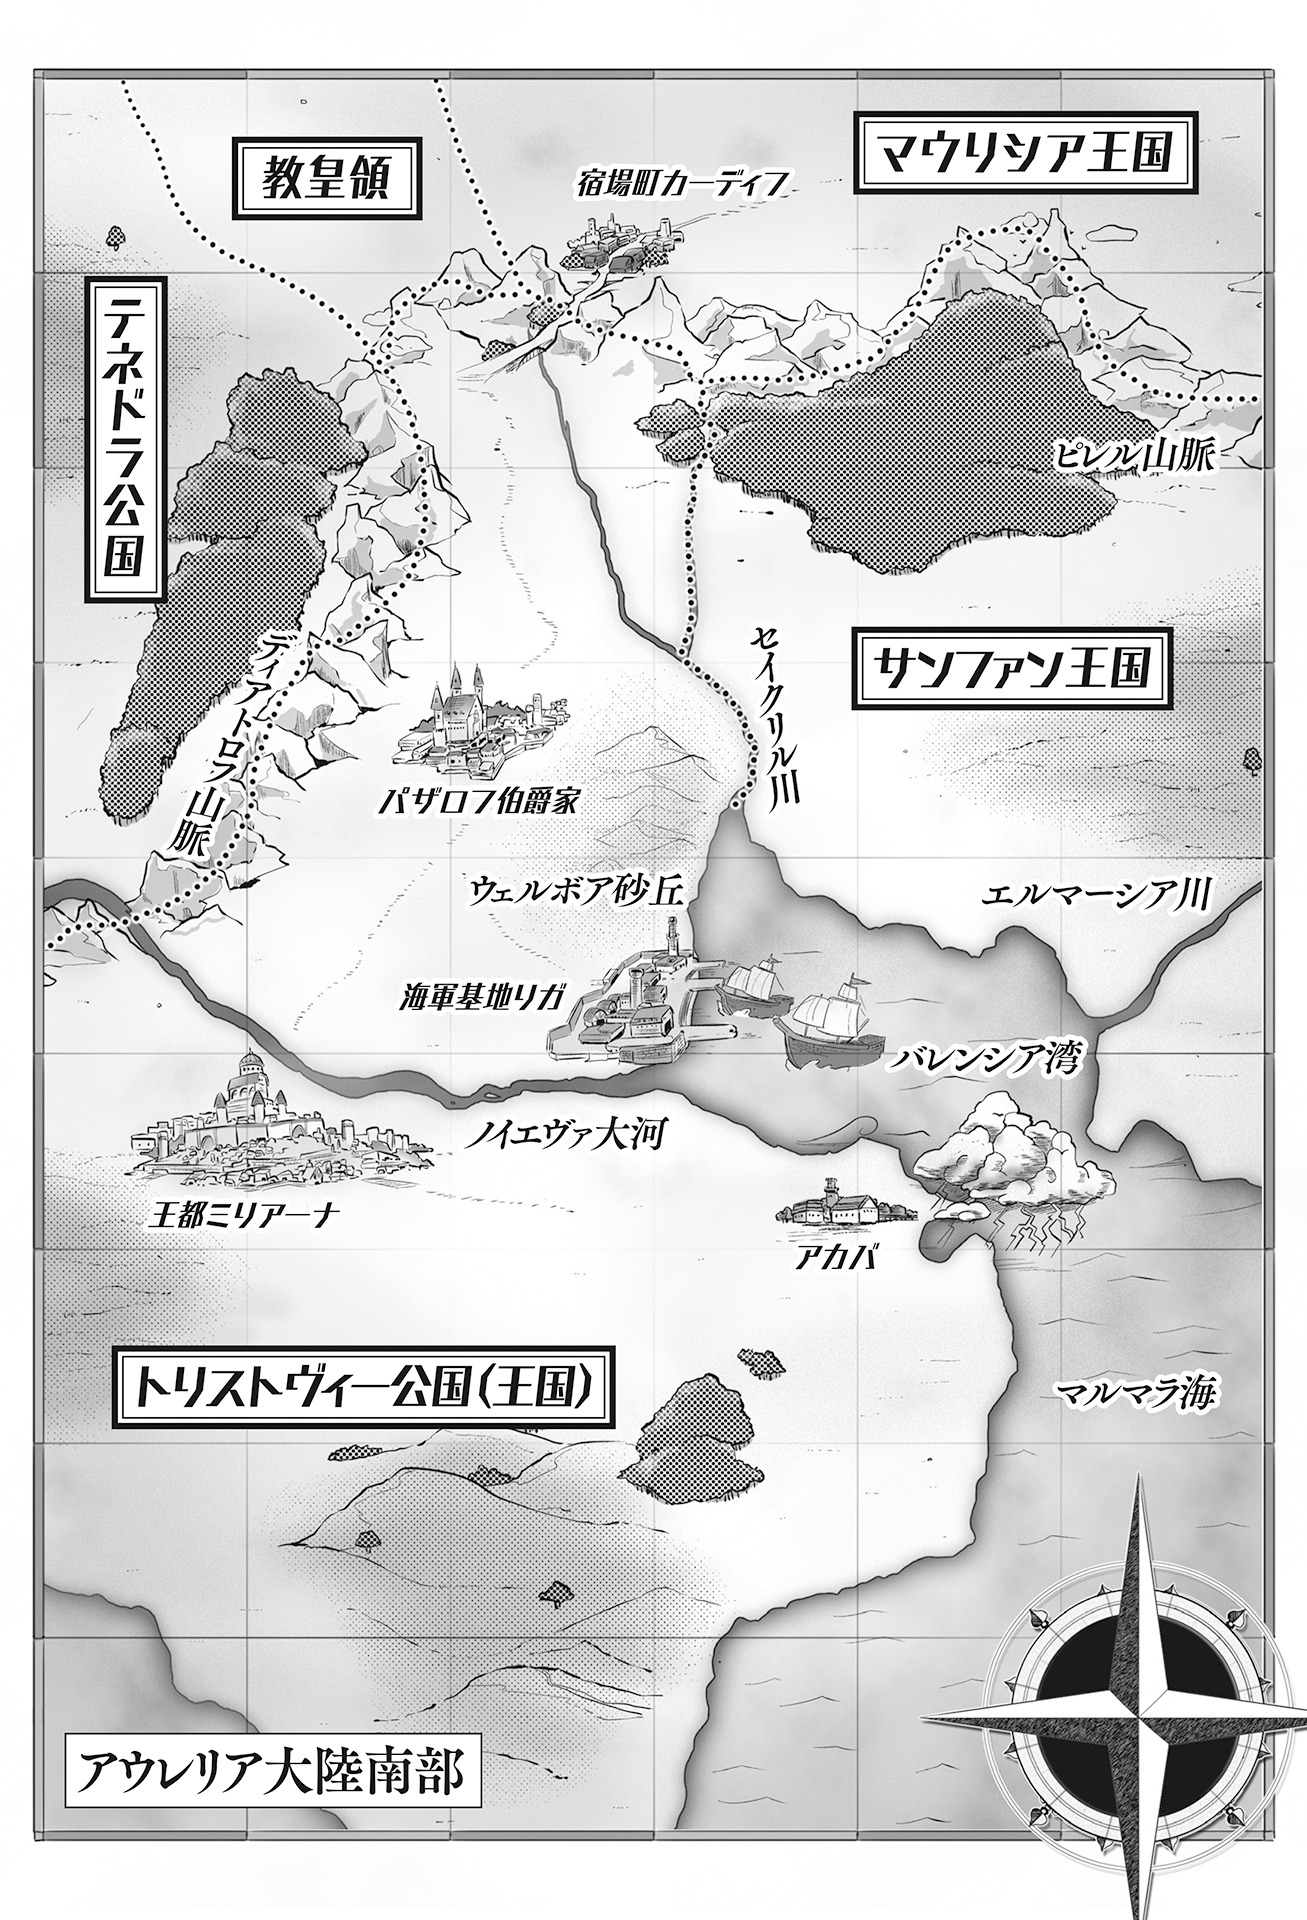 教皇領
宿場町カーディフ
マウリシア王国
テネドラ公国
ピレル山脈
ディアトロフ山脈
セイクリル川
サンファン王国
パザロフ伯爵家
ウェルボア砂丘
エルマーシア川
海軍基地リガ
バレンシア湾
ノイエヴァ大河
王都ミリアーナ
アカバ
トリストヴィー公国(王国)
マルマラ海
アウレリア大陸南部